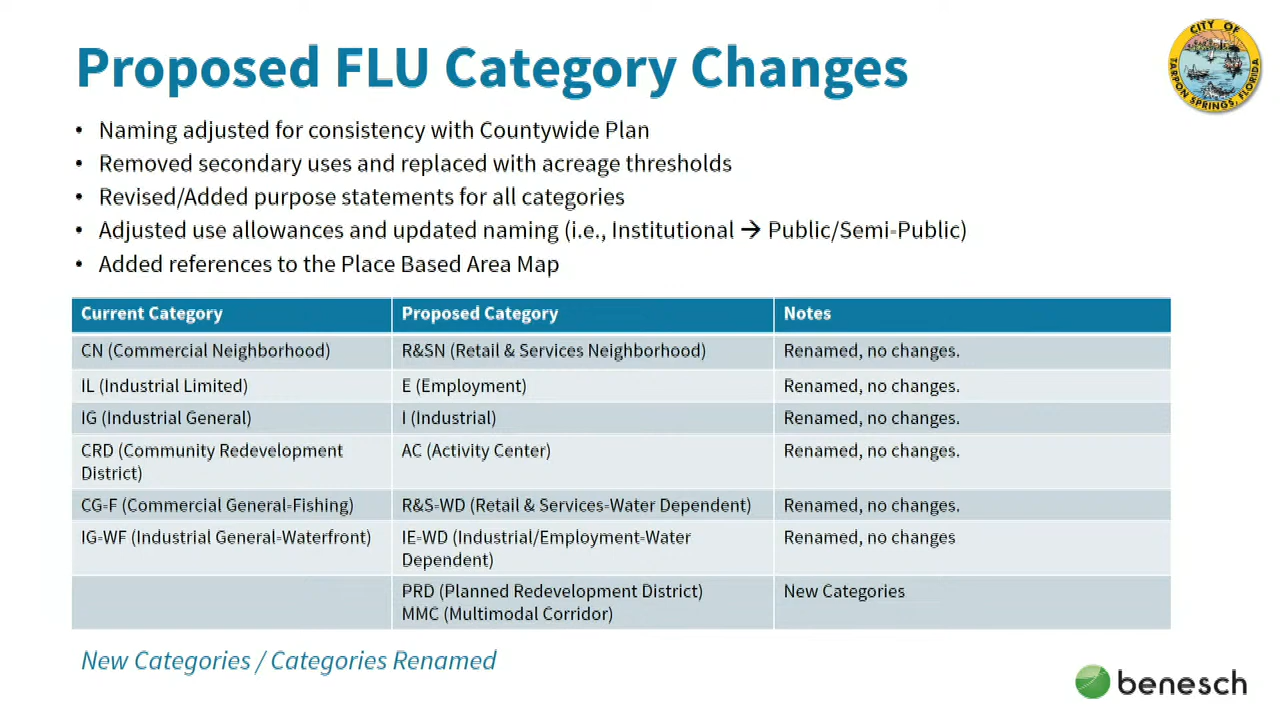 Proposed FLU Category Changes
CITY OF
TARPON SPRINGS, FLORIDA
• Naming adjusted for consistency with Countywide Plan
• Removed secondary uses and replaced with acreage thresholds
• Revised/Added purpose statements for all categories
• Adjusted use allowances and updated naming (i.e., Institutional → Public/Semi-Public)
• Added references to the Place Based Area Map
Current Category Proposed Category Notes
CN (Commercial Neighborhood) R&SN (Retail & Services Neighborhood) Renamed, no changes.
IL (Industrial Limited) E (Employment) Renamed, no changes.
IG (Industrial General) I (Industrial) Renamed, no changes.
CRD (Community Redevelopment AC (Activity Center) Renamed, no changes.
District)
CG-F (Commercial General-Fishing) R&S-WD (Retail & Services-Water Dependent) Renamed, no changes.
IG-WF (Industrial General-Waterfront) IE-WD (Industrial/Employment-Water Renamed, no changes
Dependent)
PRD (Planned Redevelopment District) New Categories
MMC (Multimodal Corridor)
New Categories / Categories Renamed
benesch